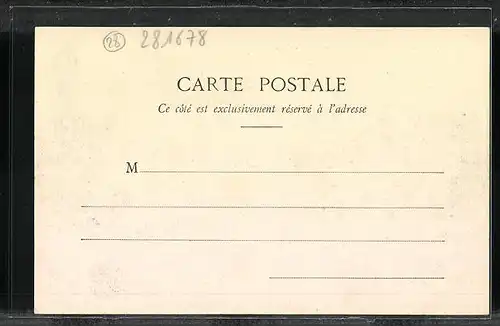 28 281678
CARTE POSTALE
Ce côté est exclusivement réservé à l'adresse
M